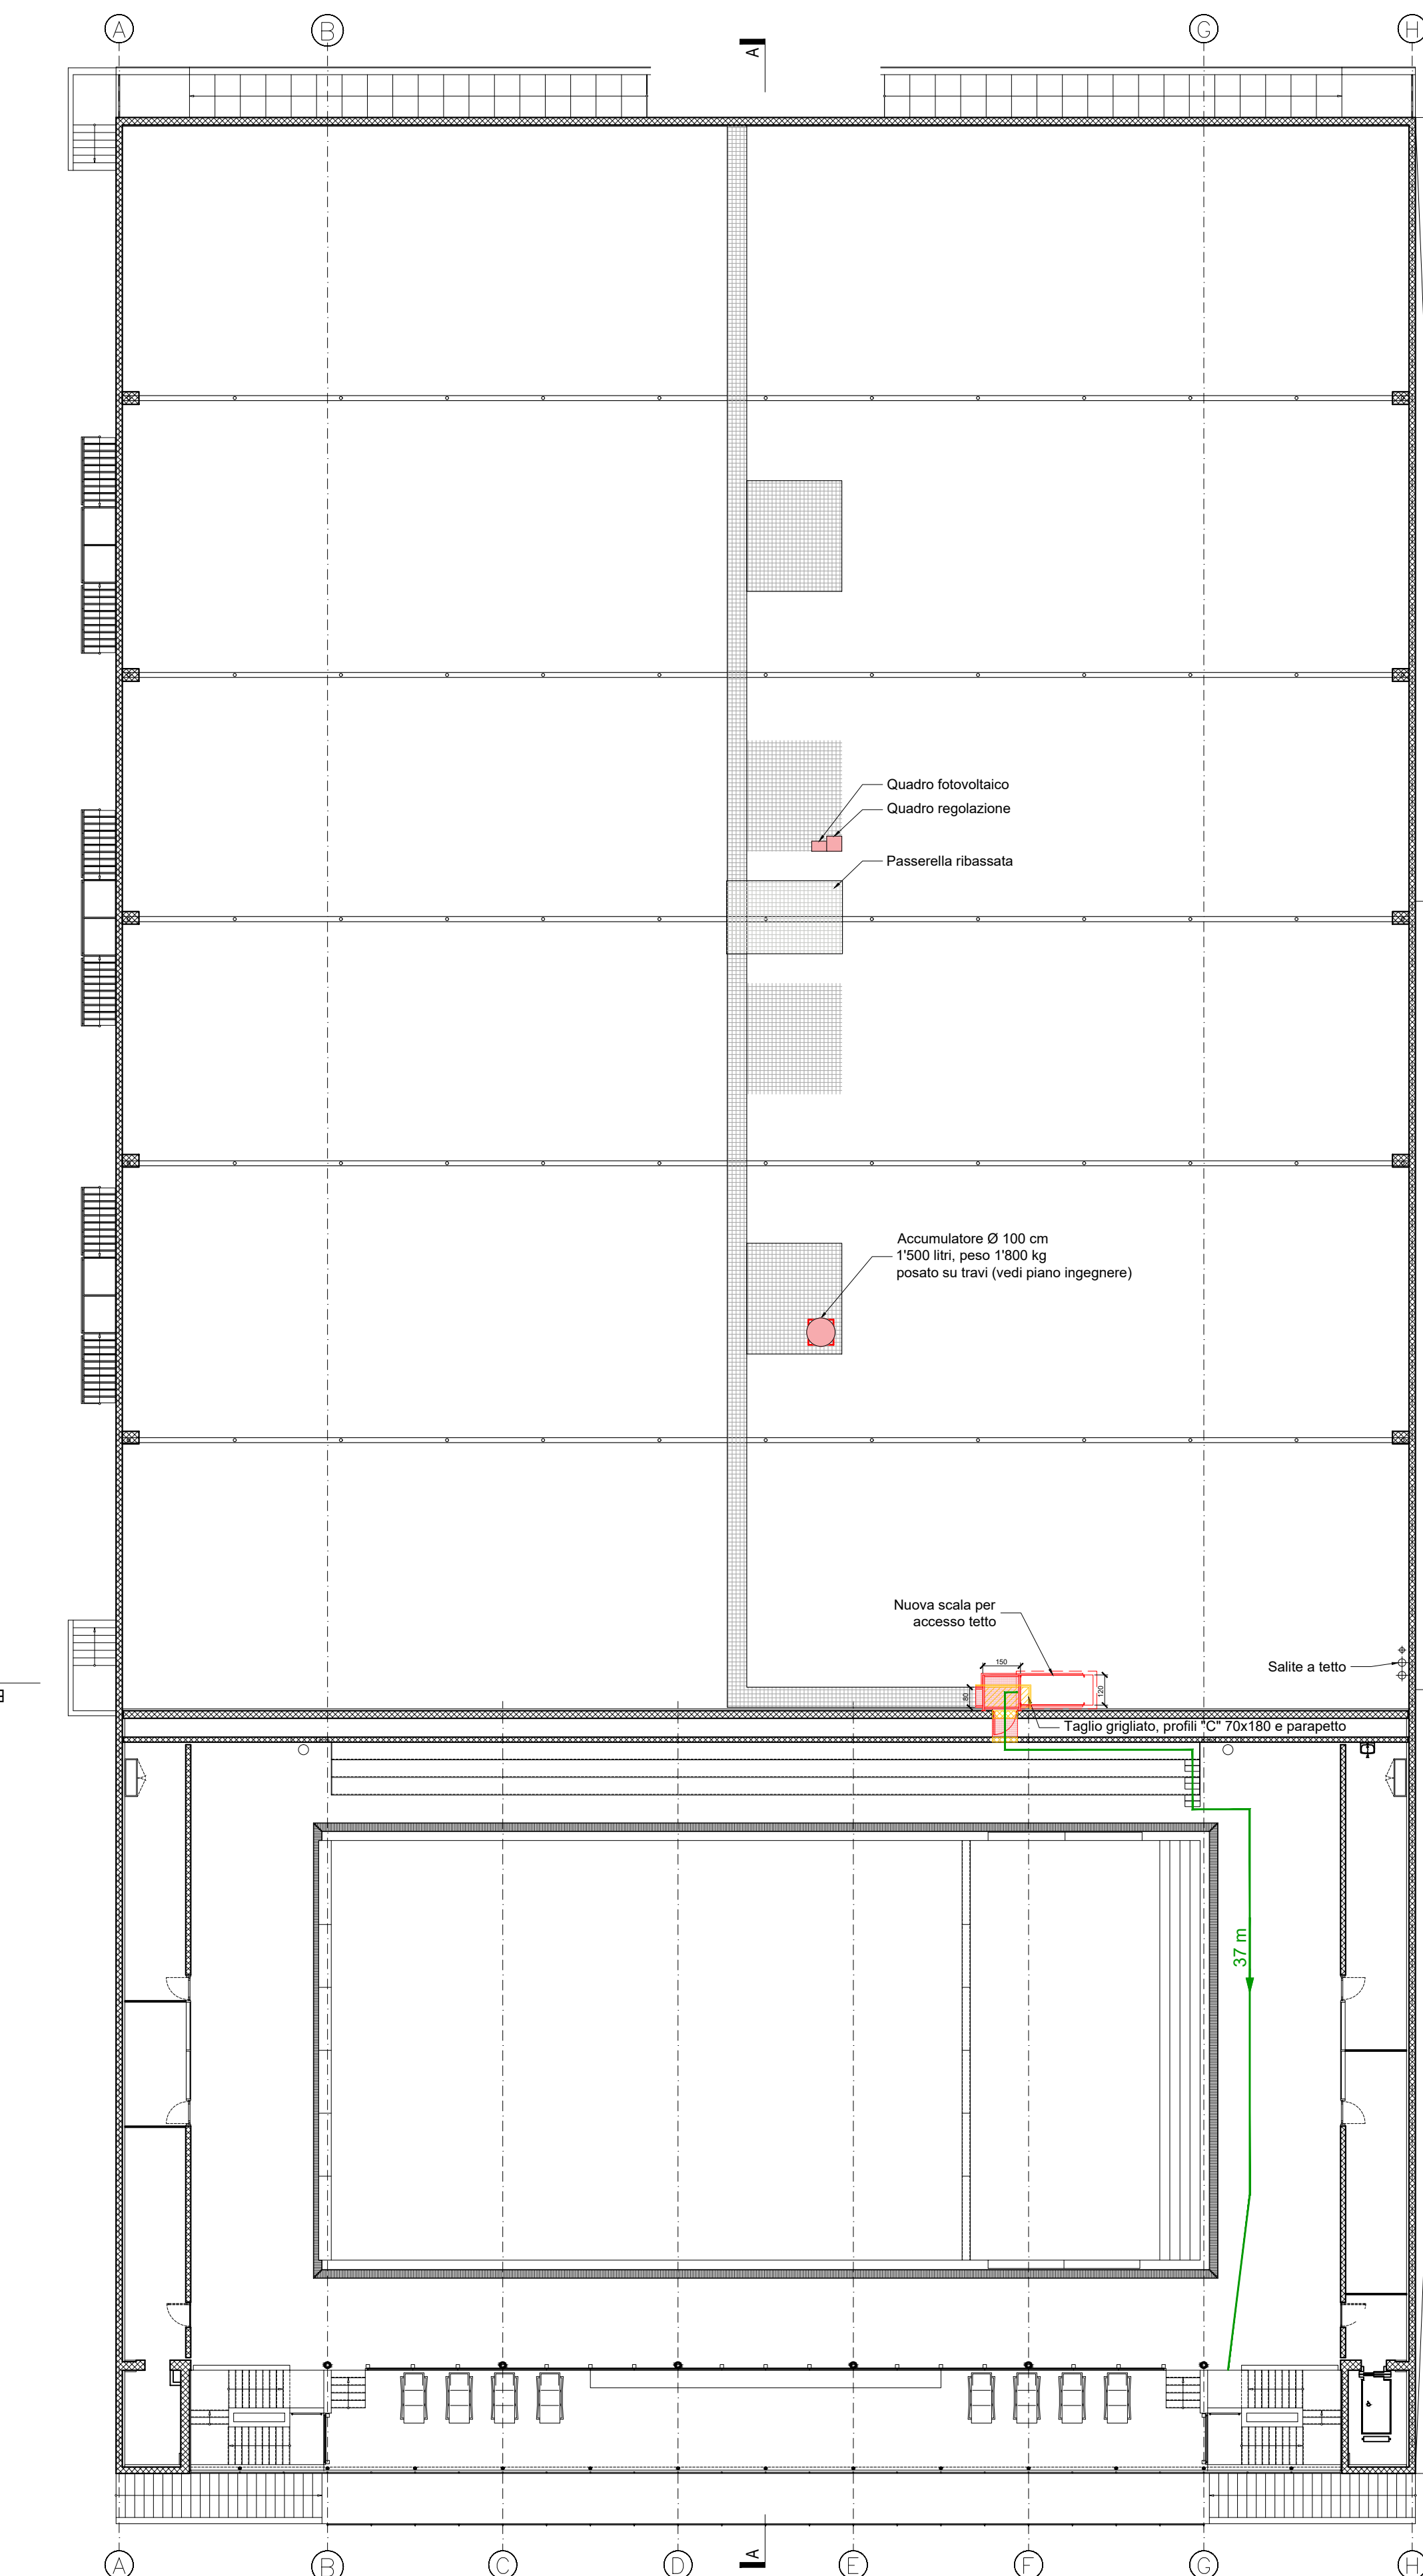 A
B
G
H
A
Quadro fotovoltaico
Quadro regolazione
Passerella ribassata
Accumulatore Ø 100 cm
1'500 litri, peso 1'800 kg
posato su travi (vedi piano ingegnere)
Nuova scala per
accesso tetto
150
80
120
Salite a tetto
Taglio grigliato, profili "C" 70x180 e parapetto
37 m
A
A
B
C
D
E
F
G
H